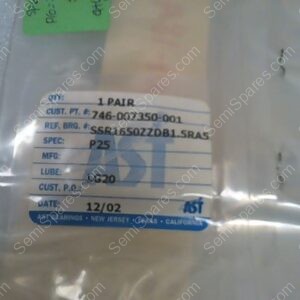 QTY: 1 PAIR
CUST. PT. #: 746-007350-001
REF. BRG. #: SSR1650ZZDB1.5RA5
SPEC: P25
MFG:
LUBE: LG20
CUST. P.O.:
DATE: 12/02
AST BEARINGS • NEW JERSEY • TEXAS • CALIFORNIA
AST
SemiSpares.com